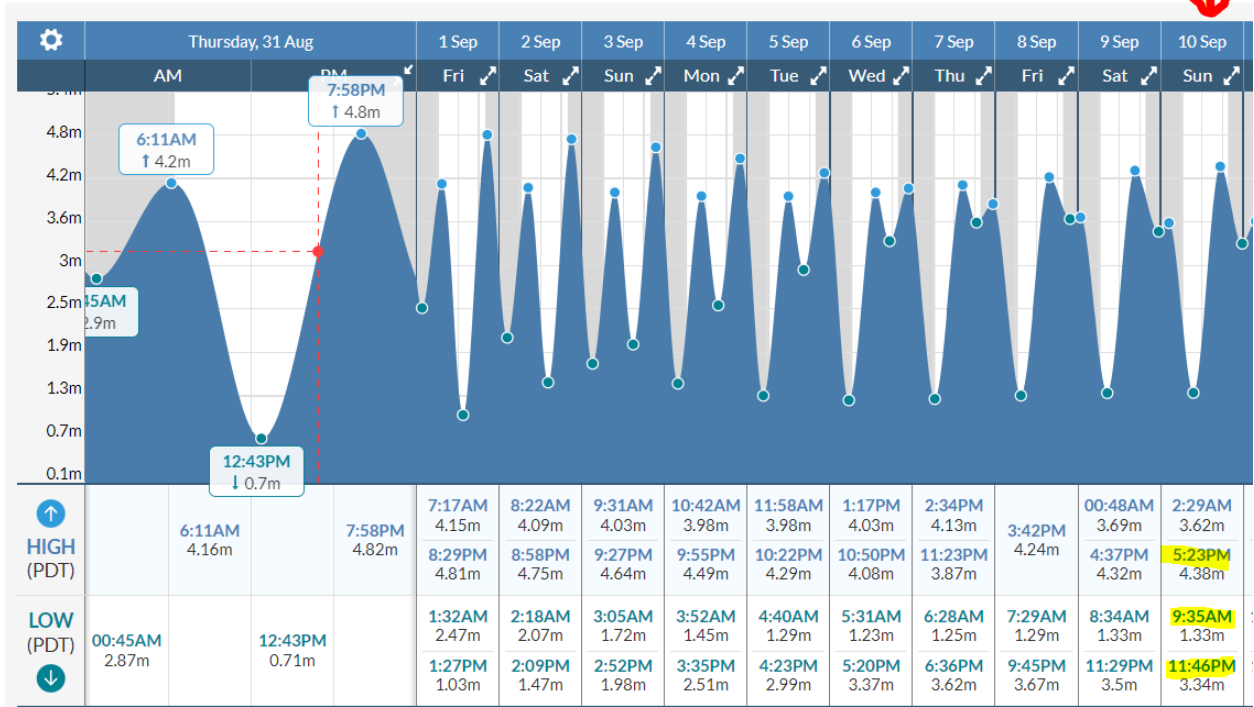 Thursday, 31 Aug 1 Sep 2 Sep 3 Sep 4 Sep 5 Sep 6 Sep 7 Sep 8 Sep 9 Sep 10 Sep
AM Fri Sat Sun Mon Tue Wed Thu Fri Sat Sun
7:58PM
↑ 4.8m
4.8m
6:11AM
↑ 4.2m
4.2m
3.6m
3m
2.5m
45AM
2.9m
1.9m
1.3m
0.7m
12:43PM
↓ 0.7m
0.1m
HIGH
(PDT)
6:11AM
4.16m
7:58PM
4.82m
7:17AM 8:22AM 9:31AM 10:42AM 11:58AM 1:17PM 2:34PM 3:42PM 00:48AM 2:29AM
4.15m 4.09m 4.03m 3.98m 3.98m 4.03m 4.13m 4.24m 3.69m 3.62m
8:29PM 8:58PM 9:27PM 9:55PM 10:22PM 10:50PM 11:23PM 4:37PM 5:23PM
4.81m 4.75m 4.64m 4.49m 4.29m 4.08m 3.87m 4.32m 4.38m
LOW
(PDT)
00:45AM
2.87m
12:43PM
0.71m
1:32AM 2:18AM 3:05AM 3:52AM 4:40AM 5:31AM 6:28AM 7:29AM 8:34AM 9:35AM
2.47m 2.07m 1.72m 1.45m 1.29m 1.23m 1.25m 1.29m 1.33m 1.33m
1:27PM 2:09PM 2:52PM 3:35PM 4:23PM 5:20PM 6:36PM 9:45PM 11:29PM 11:46PM
1.03m 1.47m 1.98m 2.51m 2.99m 3.37m 3.62m 3.67m 3.5m 3.34m